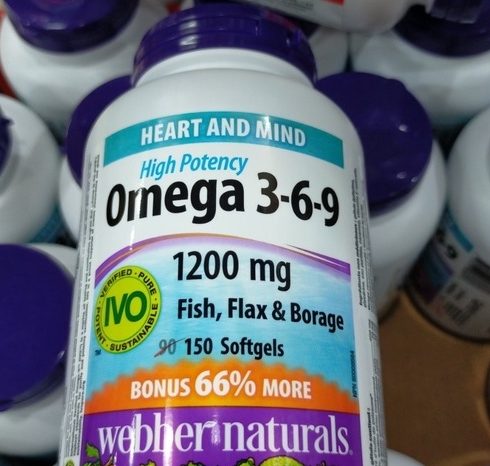 HEART AND MIND
High Potency
Omega 3-6-9
1200 mg
VERIFIED · PURE · POTENT · SUSTAINABLE
IVO
Fish, Flax & Borage
90 150 Softgels
BONUS 66% MORE
webber naturals